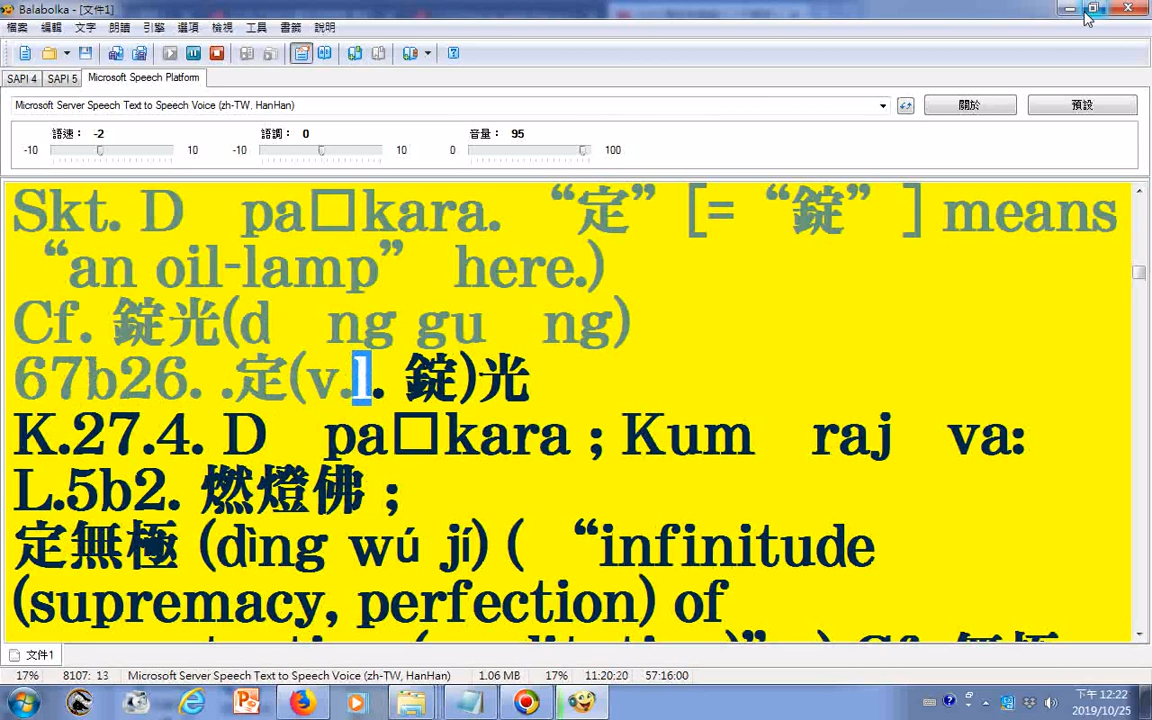 Balabolka - [文件1]
檔案 編輯 文字 朗讀 引擎 選項 檢視 工具 書籤 說明
SAPI 4 SAPI 5 Microsoft Speech Platform
Microsoft Server Speech Text to Speech Voice (zh-TW, HanHan) 關於 預設
語速： -2 語調： 0 音量： 95
-10 10 -10 10 0 100
Skt. D pa□kara. “定” [= “錠” ] means
“an oil-lamp” here.)
Cf. 錠光(d ng gu ng)
67b26. .定(v.l. 錠)光
K.27.4. D pa□kara ; Kum raj va:
L.5b2. 燃燈佛 ;
定無極 (dìng wú jí) ( “infinitude
(supremacy, perfection) of
文件1
17% 8107: 13 Microsoft Server Speech Text to Speech Voice (zh-TW, HanHan) 1.06 MB 17% 11:20:20 57:16:00
下午 12:22
2019/10/25